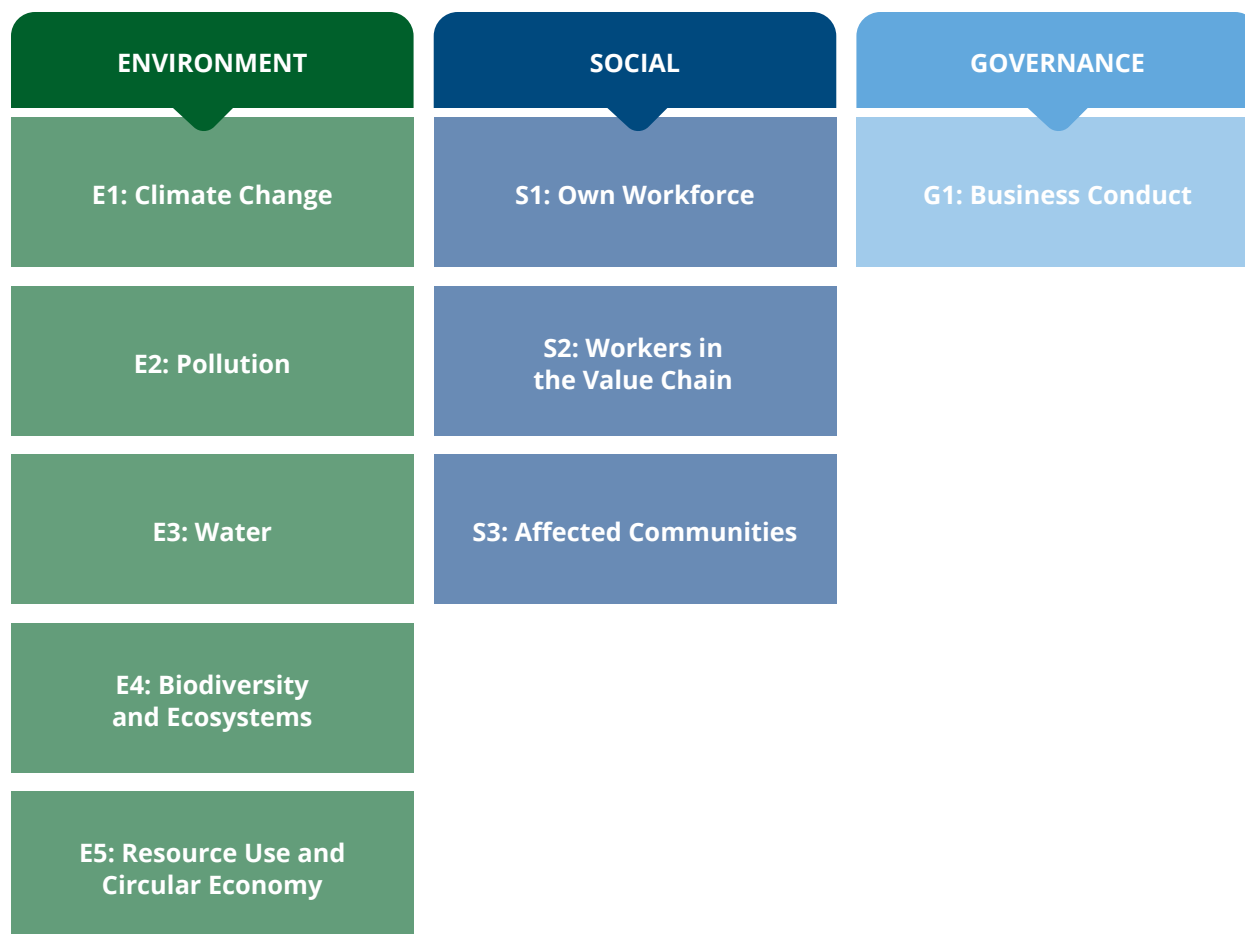 ENVIRONMENT
E1: Climate Change
E2: Pollution
E3: Water
E4: Biodiversity
and Ecosystems
E5: Resource Use and
Circular Economy
SOCIAL
S1: Own Workforce
S2: Workers in
the Value Chain
S3: Affected Communities
GOVERNANCE
G1: Business Conduct